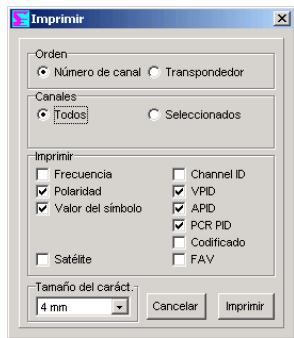 Imprimir
Orden
Número de canal Transpondedor
Canales
Todos Seleccionados
Imprimir
Frecuencia Channel ID
Polaridad VPID
Valor del símbolo APID
PCR PID
Codificado
Satélite FAV
Tamaño del caráct.
4 mm Cancelar Imprimir